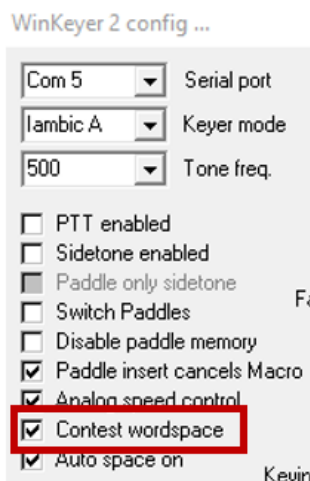 WinKeyer 2 config ...
Com 5 Serial port
Iambic A Keyer mode
500 Tone freq.
PTT enabled
Sidetone enabled
Paddle only sidetone
Switch Paddles
Disable paddle memory
Paddle insert cancels Macro
Analog speed control
Contest wordspace
Auto space on